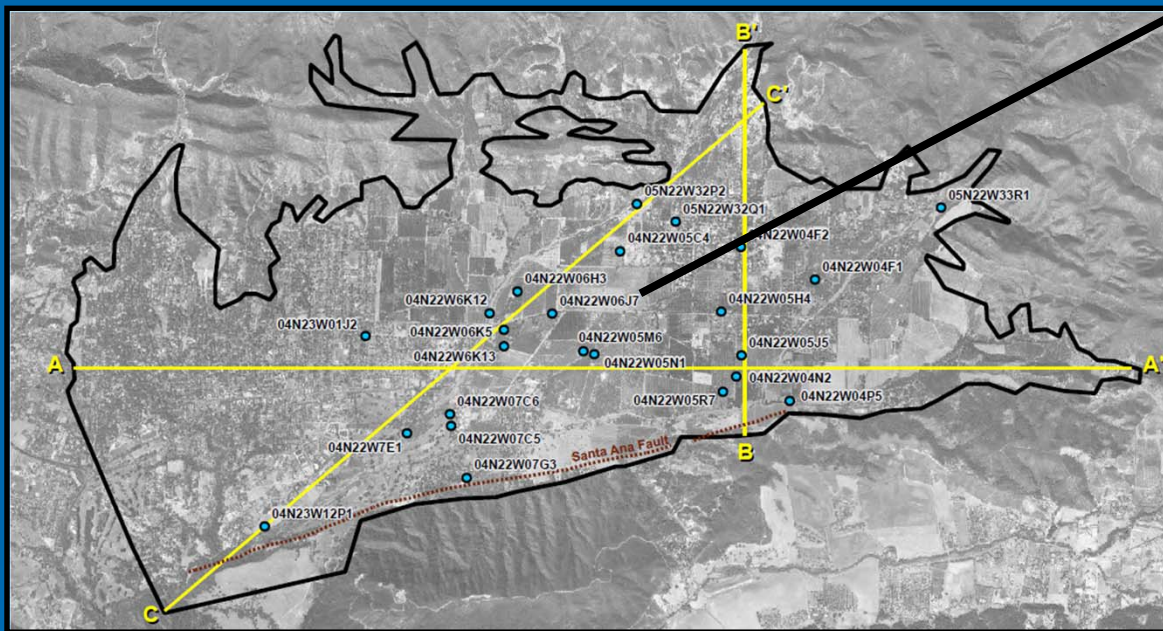 B'
C'
05N22W32P2
05N22W33R1
05N22W32Q1
04N22W05C4
04N22W04F2
04N22W04F1
04N22W06H3
04N22W6K12
04N22W06J7
04N22W05H4
04N23W01J2
04N22W06K5
04N22W05M6
04N22W6K13
04N22W05N1
04N22W05J5
A
A'
04N22W04N2
04N22W05R7
04N22W04P5
04N22W07C6
04N22W7E1
04N22W07C5
Santa Ana Fault
B
04N22W07G3
04N23W12P1
C